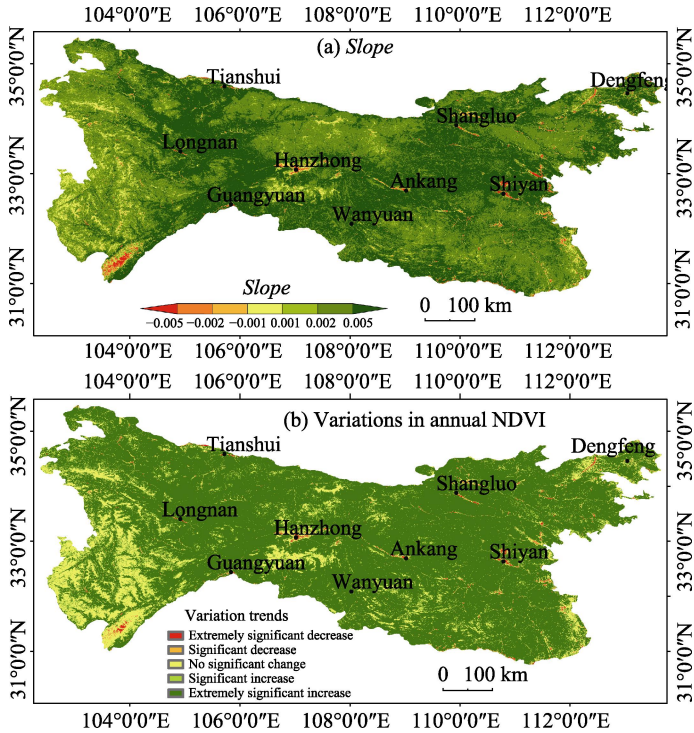 104°0′0″E 106°0′0″E 108°0′0″E 110°0′0″E 112°0′0″E
(a) Slope
35°0′0″N
33°0′0″N
31°0′0″N
Tianshui
Dengfeng
Shangluo
Longnan
Hanzhong
Ankang
Shiyan
Guangyuan
Wanyuan
35°0′0″N
33°0′0″N
31°0′0″N
Slope
−0.005 −0.002 −0.001 0.001 0.002 0.005
0 100 km
104°0′0″E 106°0′0″E 108°0′0″E 110°0′0″E 112°0′0″E
104°0′0″E 106°0′0″E 108°0′0″E 110°0′0″E 112°0′0″E
(b) Variations in annual NDVI
35°0′0″N
33°0′0″N
31°0′0″N
Tianshui
Dengfeng
Shangluo
Longnan
Hanzhong
Ankang
Shiyan
Guangyuan
Wanyuan
35°0′0″N
33°0′0″N
31°0′0″N
Variation trends
Extremely significant decrease
Significant decrease
No significant change
Significant increase
Extremely significant increase
0 100 km
104°0′0″E 106°0′0″E 108°0′0″E 110°0′0″E 112°0′0″E